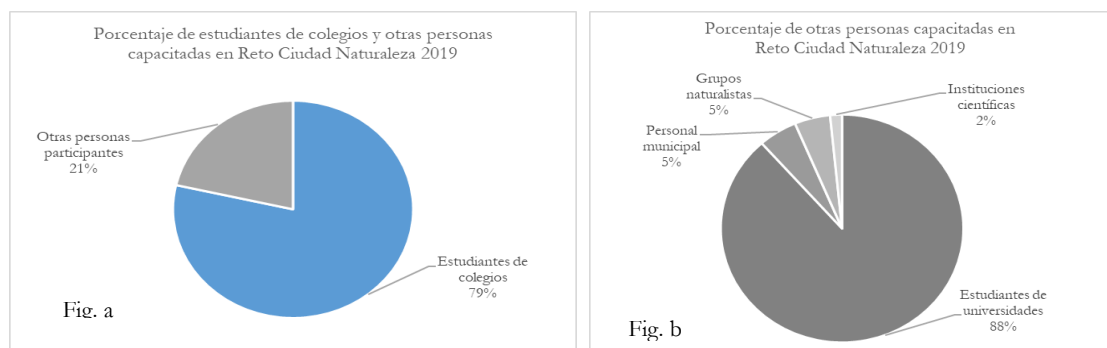 Porcentaje de estudiantes de colegios y otras personas
capacitadas en Reto Ciudad Naturaleza 2019
Otras personas
participantes
21%
Estudiantes de
colegios
79%
Fig. a
Porcentaje de otras personas capacitadas en
Reto Ciudad Naturaleza 2019
Grupos
naturalistas
5%
Instituciones
científicas
2%
Personal
municipal
5%
Estudiantes de
universidades
88%
Fig. b